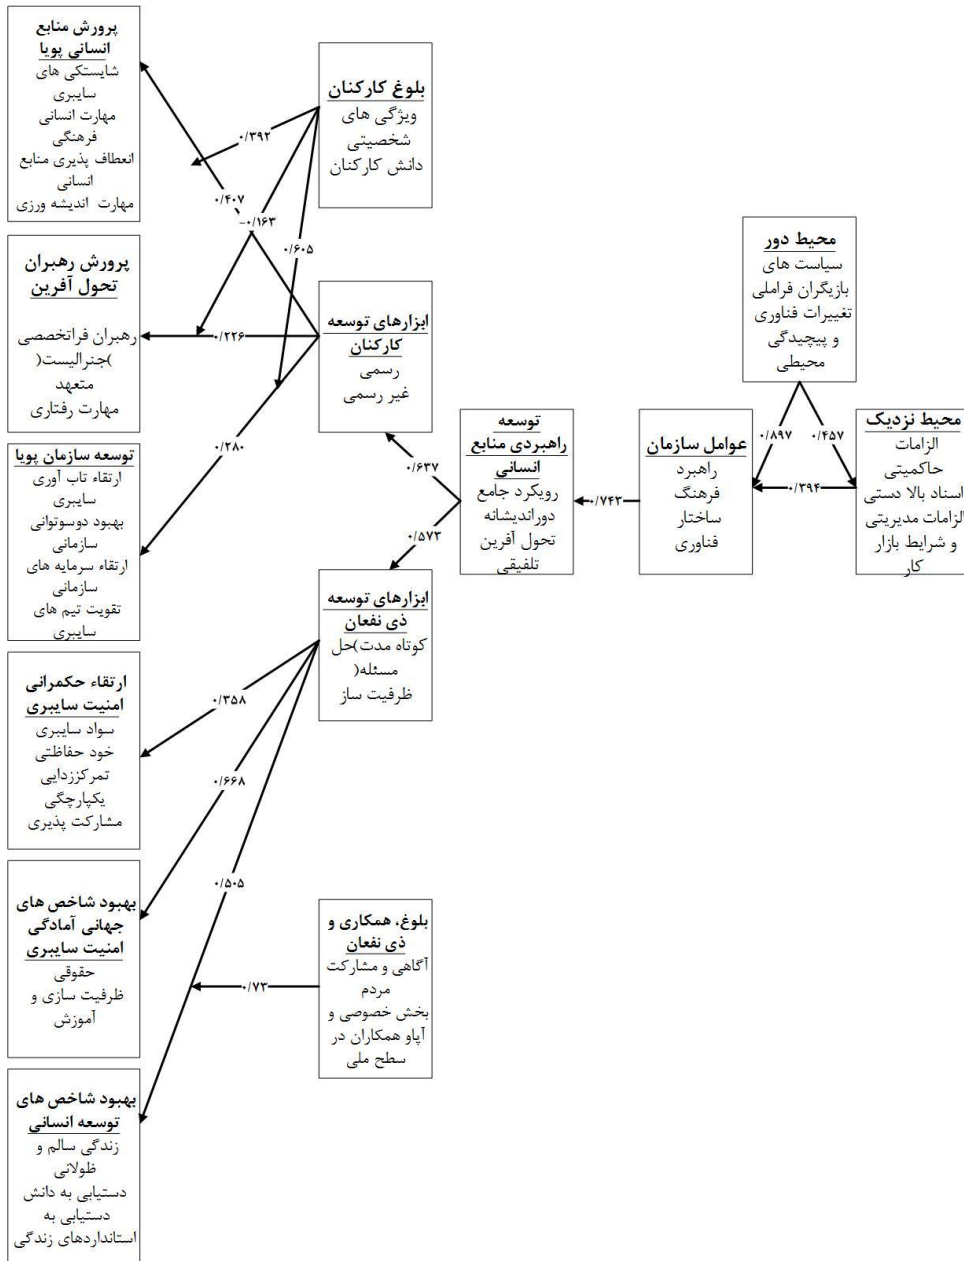 محیط دور
سیاست های
بازیگران فراملی
تغییرات فناوری
و پیچیدگی
محیطی
محیط نزدیک
الزامات
حاکمیتی
اسناد بالا دستی
الزامات مدیریتی
و شرایط بازار
کار
۰/۸۹۷
۰/۴۵۷
۰/۳۹۴
عوامل سازمان
راهبرد
فرهنگ
ساختار
فناوری
۰/۷۴۳
توسعه
راهبردی منابع
انسانی
رویکرد جامع
دوراندیشانه
تحول آفرین
تلفیقی
۰/۶۳۷
۰/۵۷۳
بلوغ کارکنان
ویژگی های
شخصیتی
دانش کارکنان
۰/۳۹۲
-۰/۱۶۳
۰/۶۰۵
ابزارهای توسعه
کارکنان
رسمی
غیر رسمی
۰/۴۰۷
۰/۲۲۶
۰/۲۸۰
ابزارهای توسعه
ذی نفعان
کوتاه مدت)حل
مسئله(
ظرفیت ساز
۰/۳۵۸
۰/۶۶۸
۰/۵۰۵
بلوغ، همکاری و
ذی نفعان
آگاهی و مشارکت
مردم
بخش خصوصی و
آپاو همکاران در
سطح ملی
۰/۷۳
پرورش منابع
انسانی پویا
شایستکی های
سایبری
مهارت انسانی
فرهنگی
انعطاف پذیری منابع
انسانی
مهارت اندیشه ورزی
پرورش رهبران
تحول آفرین
رهبران فراتخصصی
)جنرالیست(
متعهد
مهارت رفتاری
توسعه سازمان پویا
ارتقاء تاب آوری
سایبری
بهبود دوسوتوانی
سازمانی
ارتقاء سرمایه های
سازمانی
تقویت تیم های
سایبری
ارتقاء حکمرانی
امنیت سایبری
سواد سایبری
خود حفاظتی
تمرکززدایی
یکپارچگی
مشارکت پذیری
بهبود شاخص های
جهانی آمادگی
امنیت سایبری
حقوقی
ظرفیت سازی و
آموزش
بهبود شاخص های
توسعه انسانی
زندگی سالم و
ظولانی
دستیابی به دانش
دستیابی به
استانداردهای زندگی